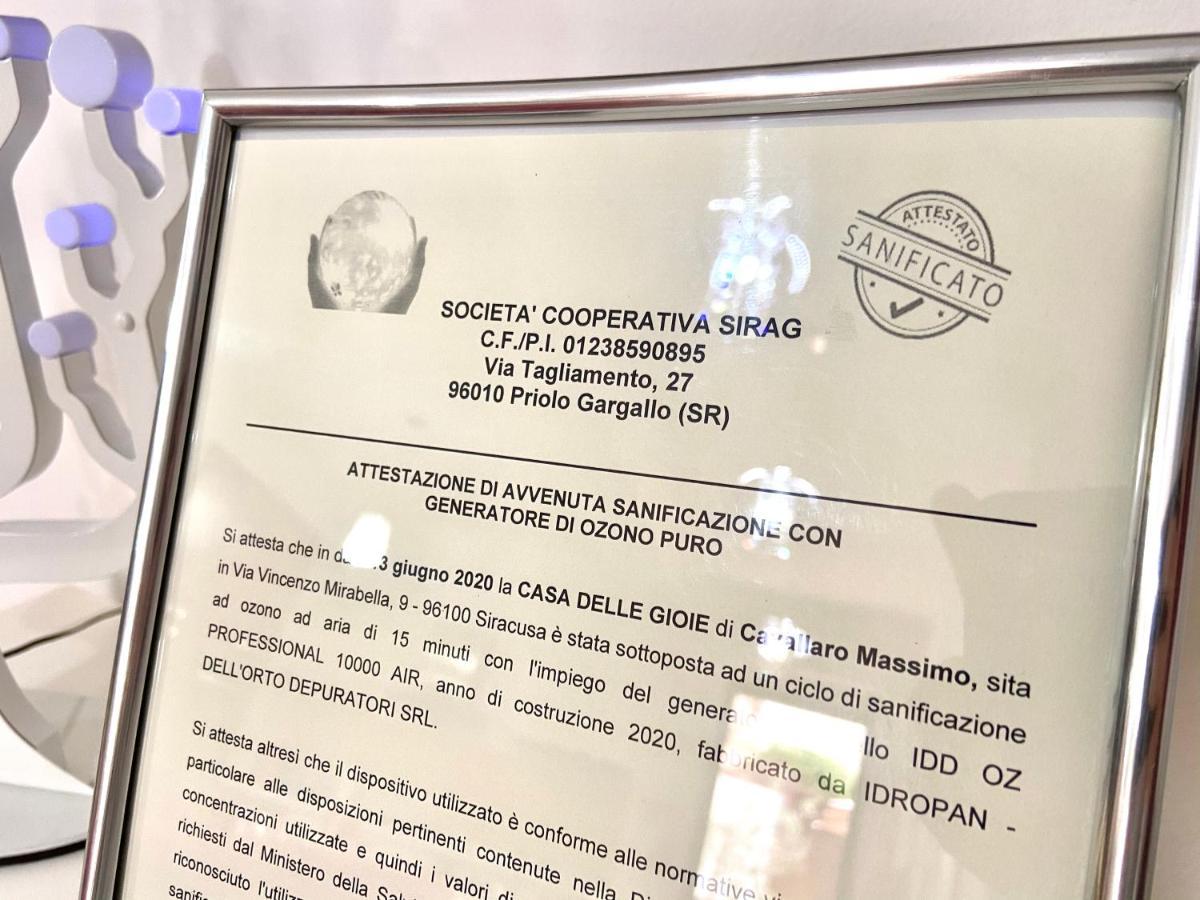 ATTESTATO
SANIFICATO
SOCIETA' COOPERATIVA SIRAG
C.F./P.I. 01238590895
Via Tagliamento, 27
96010 Priolo Gargallo (SR)
ATTESTAZIONE DI AVVENUTA SANIFICAZIONE CON
GENERATORE DI OZONO PURO
Si attesta che in 3 giugno 2020 la CASA DELLE GIOIE di Cavallaro Massimo, sita
in Via Vincenzo Mirabella, 9 - 96100 Siracusa è stata sottoposta ad un ciclo di sanificazione
ad ozono ad aria di 15 minuti con l'impiego del IDD OZ
PROFESSIONAL 10000 AIR, anno di costruzione 2020, fabbricato da IDROPAN -
DELL'ORTO DEPURATORI SRL.
Si attesta altresì che il dispositivo utilizzato è conforme alle normative
particolare alle disposizioni pertinenti contenute nella
concentrazioni utilizzate e quindi i valori
richiesti dal Ministero della
riconosciuto